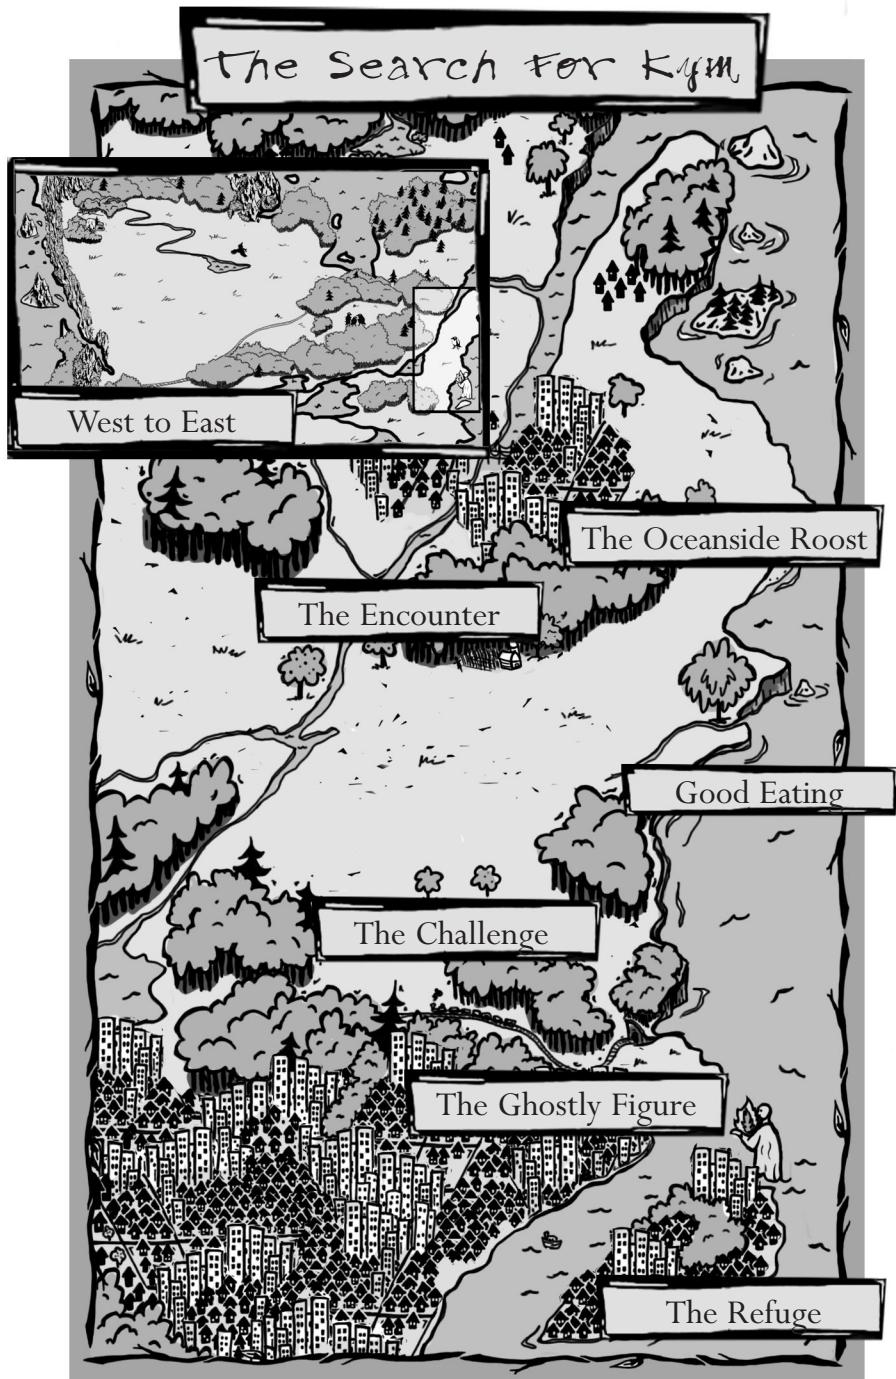 The Search For Kym
West to East
The Oceanside Roost
The Encounter
Good Eating
The Challenge
The Ghostly Figure
The Refuge